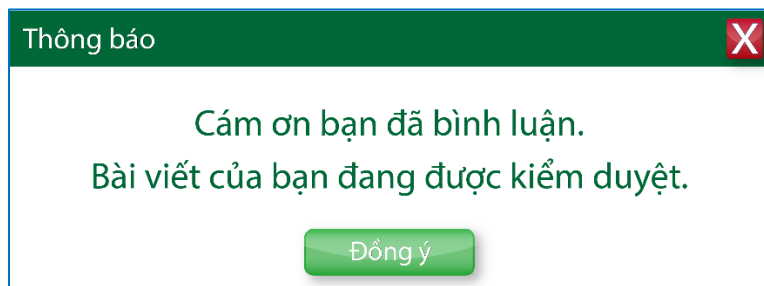 Thông báo
X
Cám ơn bạn đã bình luận.
Bài viết của bạn đang được kiểm duyệt.
Đồng ý